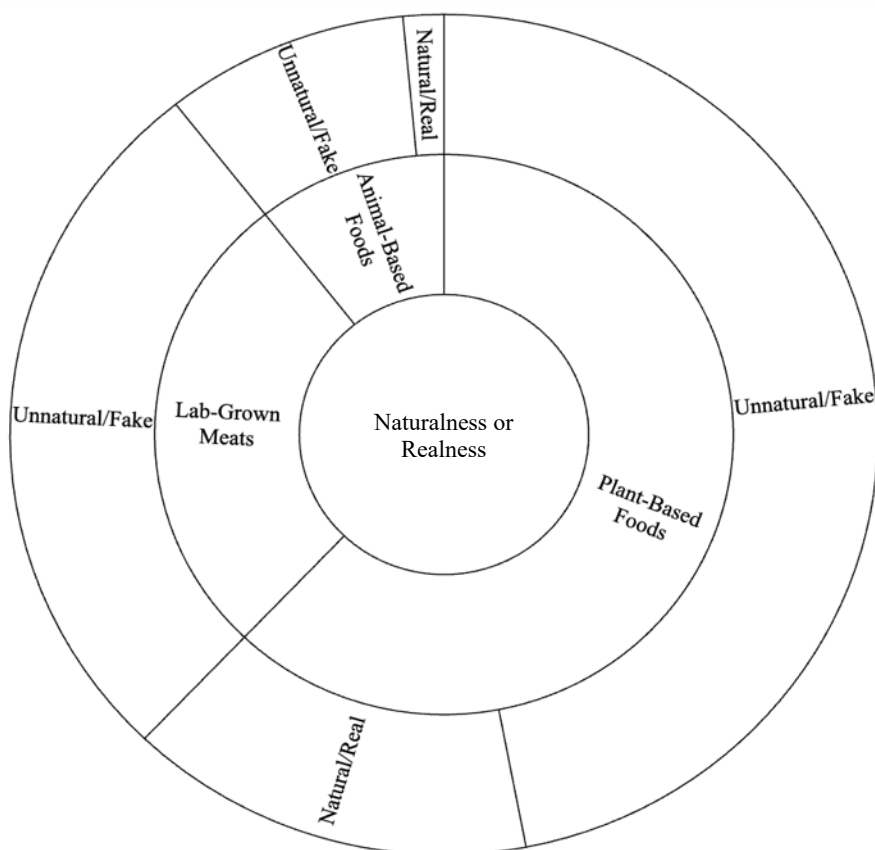 Naturalness or
Realness
Plant-Based
Foods
Unnatural/Fake
Natural/Real
Lab-Grown
Meats
Unnatural/Fake
Animal-Based
Foods
Unnatural/Fake
Natural/Real